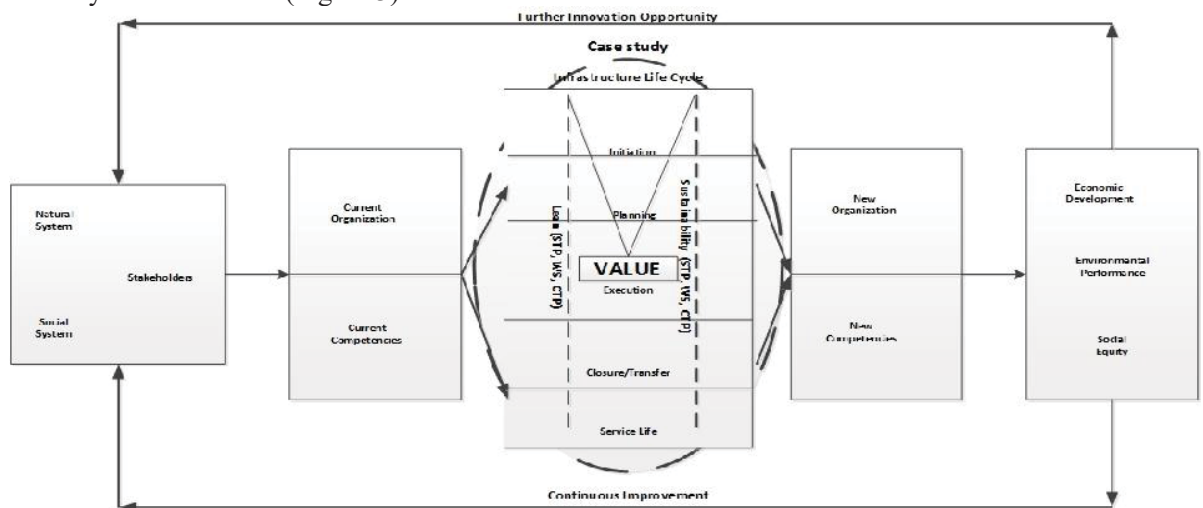 Further Innovation Opportunity
Case study
Infrastructure Life Cycle
Natural
System
Stakeholders
Social
System
Current
Organization
Current
Competencies
Initiation
Planning
VALUE
Execution
Closure/Transfer
Service Life
Lean (STP, LWS, CTP)
Sustainability (STP, LWS, CTP)
New
Organization
New
Competencies
Economic
Development
Environmental
Performance
Social
Equity
Continuous Improvement